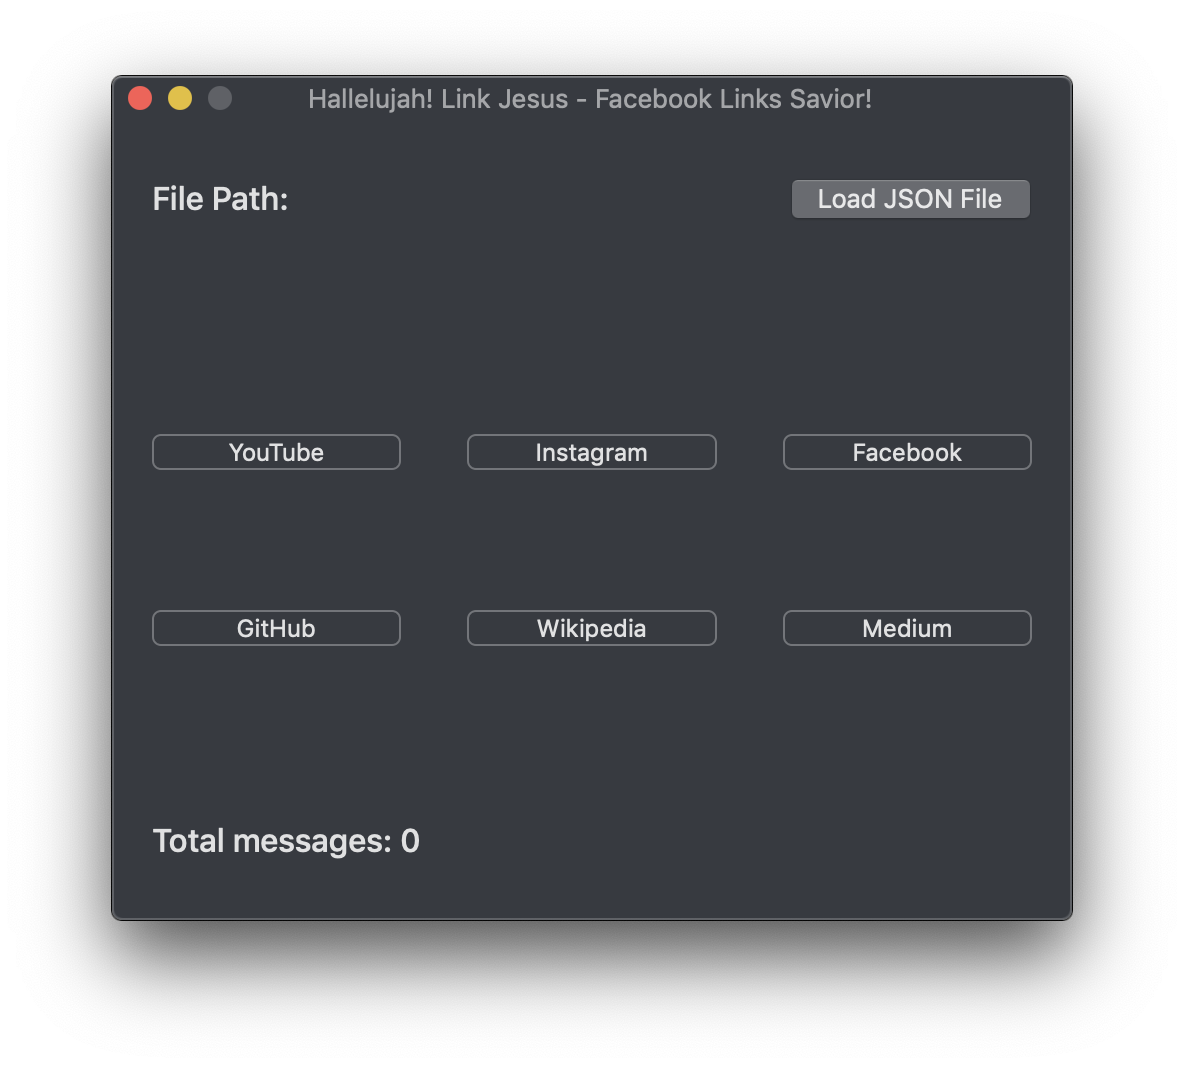 Hallelujah! Link Jesus - Facebook Links Savior!
File Path:
Load JSON File
YouTube
Instagram
Facebook
GitHub
Wikipedia
Medium
Total messages: 0